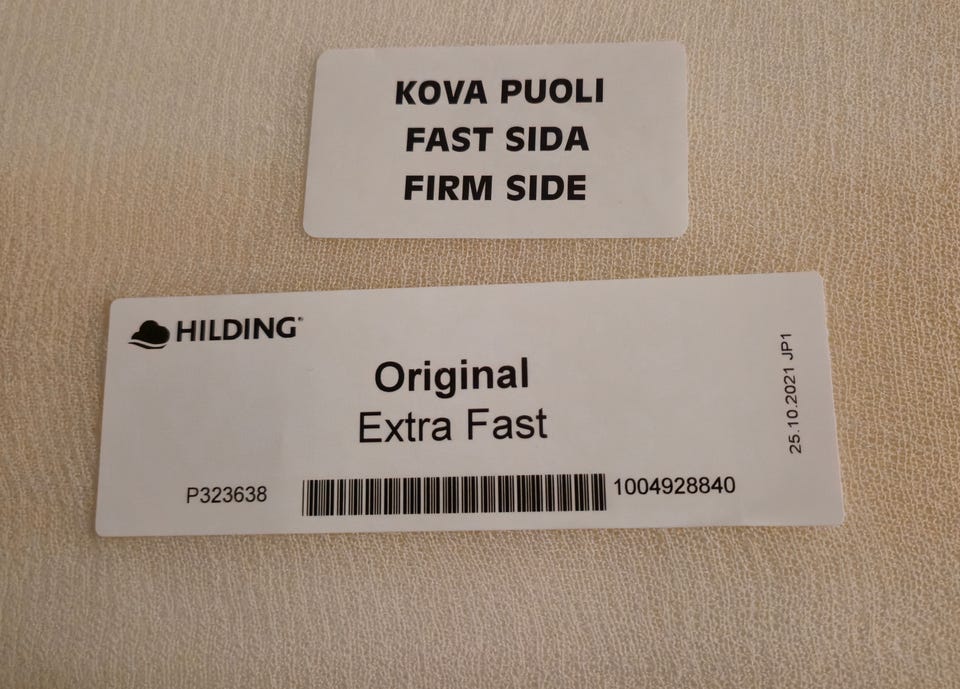 KOVA PUOLI
FAST SIDA
FIRM SIDE
HILDING®
Original
Extra Fast
P323638
1004928840
25.10.2021 JP1